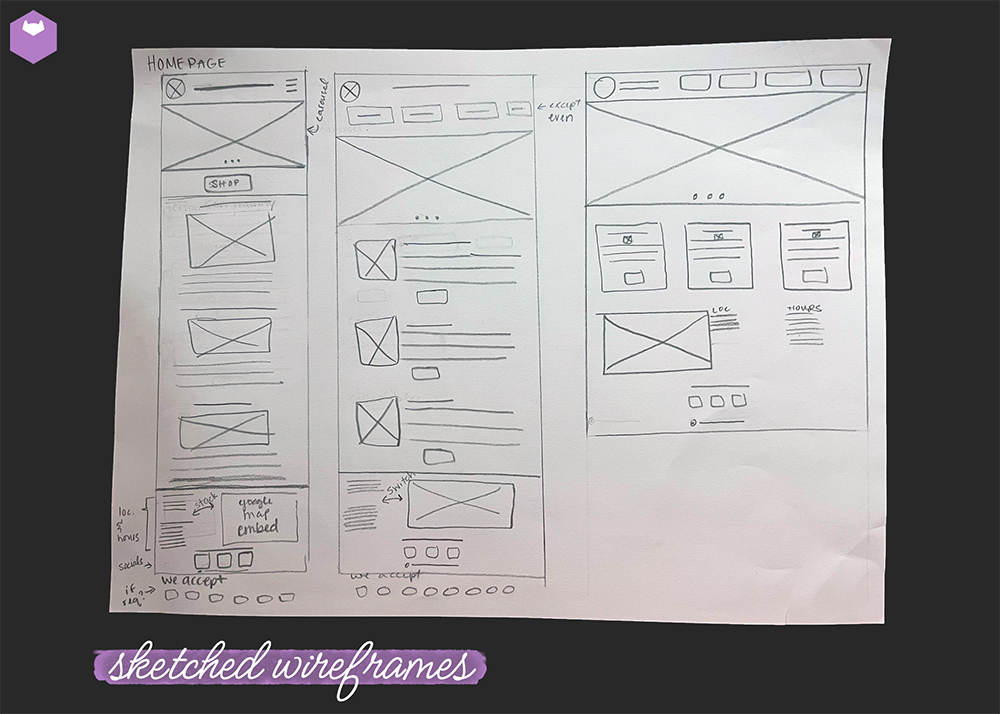 HOMEPAGE
carousel
SHOP
← except
even
LOC
HOURS
loc.
&
hours
stack
google
map
embed
socials →
we accept
if →
req.
switch
we accept
sketched wireframes